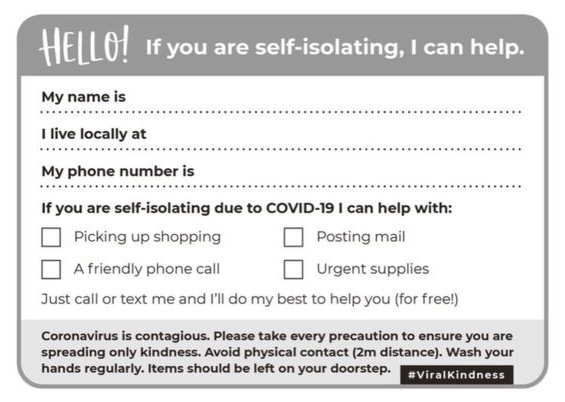 HELLO! If you are self-isolating, I can help.
My name is
I live locally at
My phone number is
If you are self-isolating due to COVID-19 I can help with:
Picking up shopping Posting mail
A friendly phone call Urgent supplies
Just call or text me and I'll do my best to help you (for free!)
Coronavirus is contagious. Please take every precaution to ensure you are
spreading only kindness. Avoid physical contact (2m distance). Wash your
hands regularly. Items should be left on your doorstep. #ViralKindness